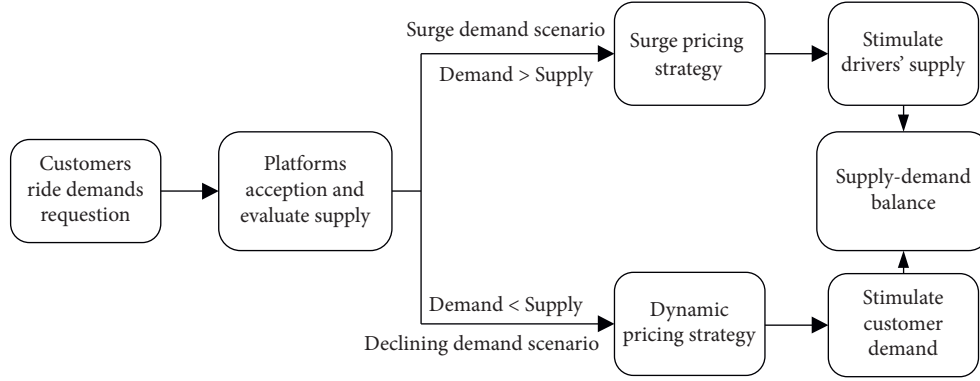 Customers
ride demands
requestion
Platforms
acception and
evaluate supply
Surge demand scenario
Demand > Supply
Surge pricing
strategy
Stimulate
drivers’ supply
Supply-demand
balance
Demand < Supply
Declining demand scenario
Dynamic
pricing strategy
Stimulate
customer
demand